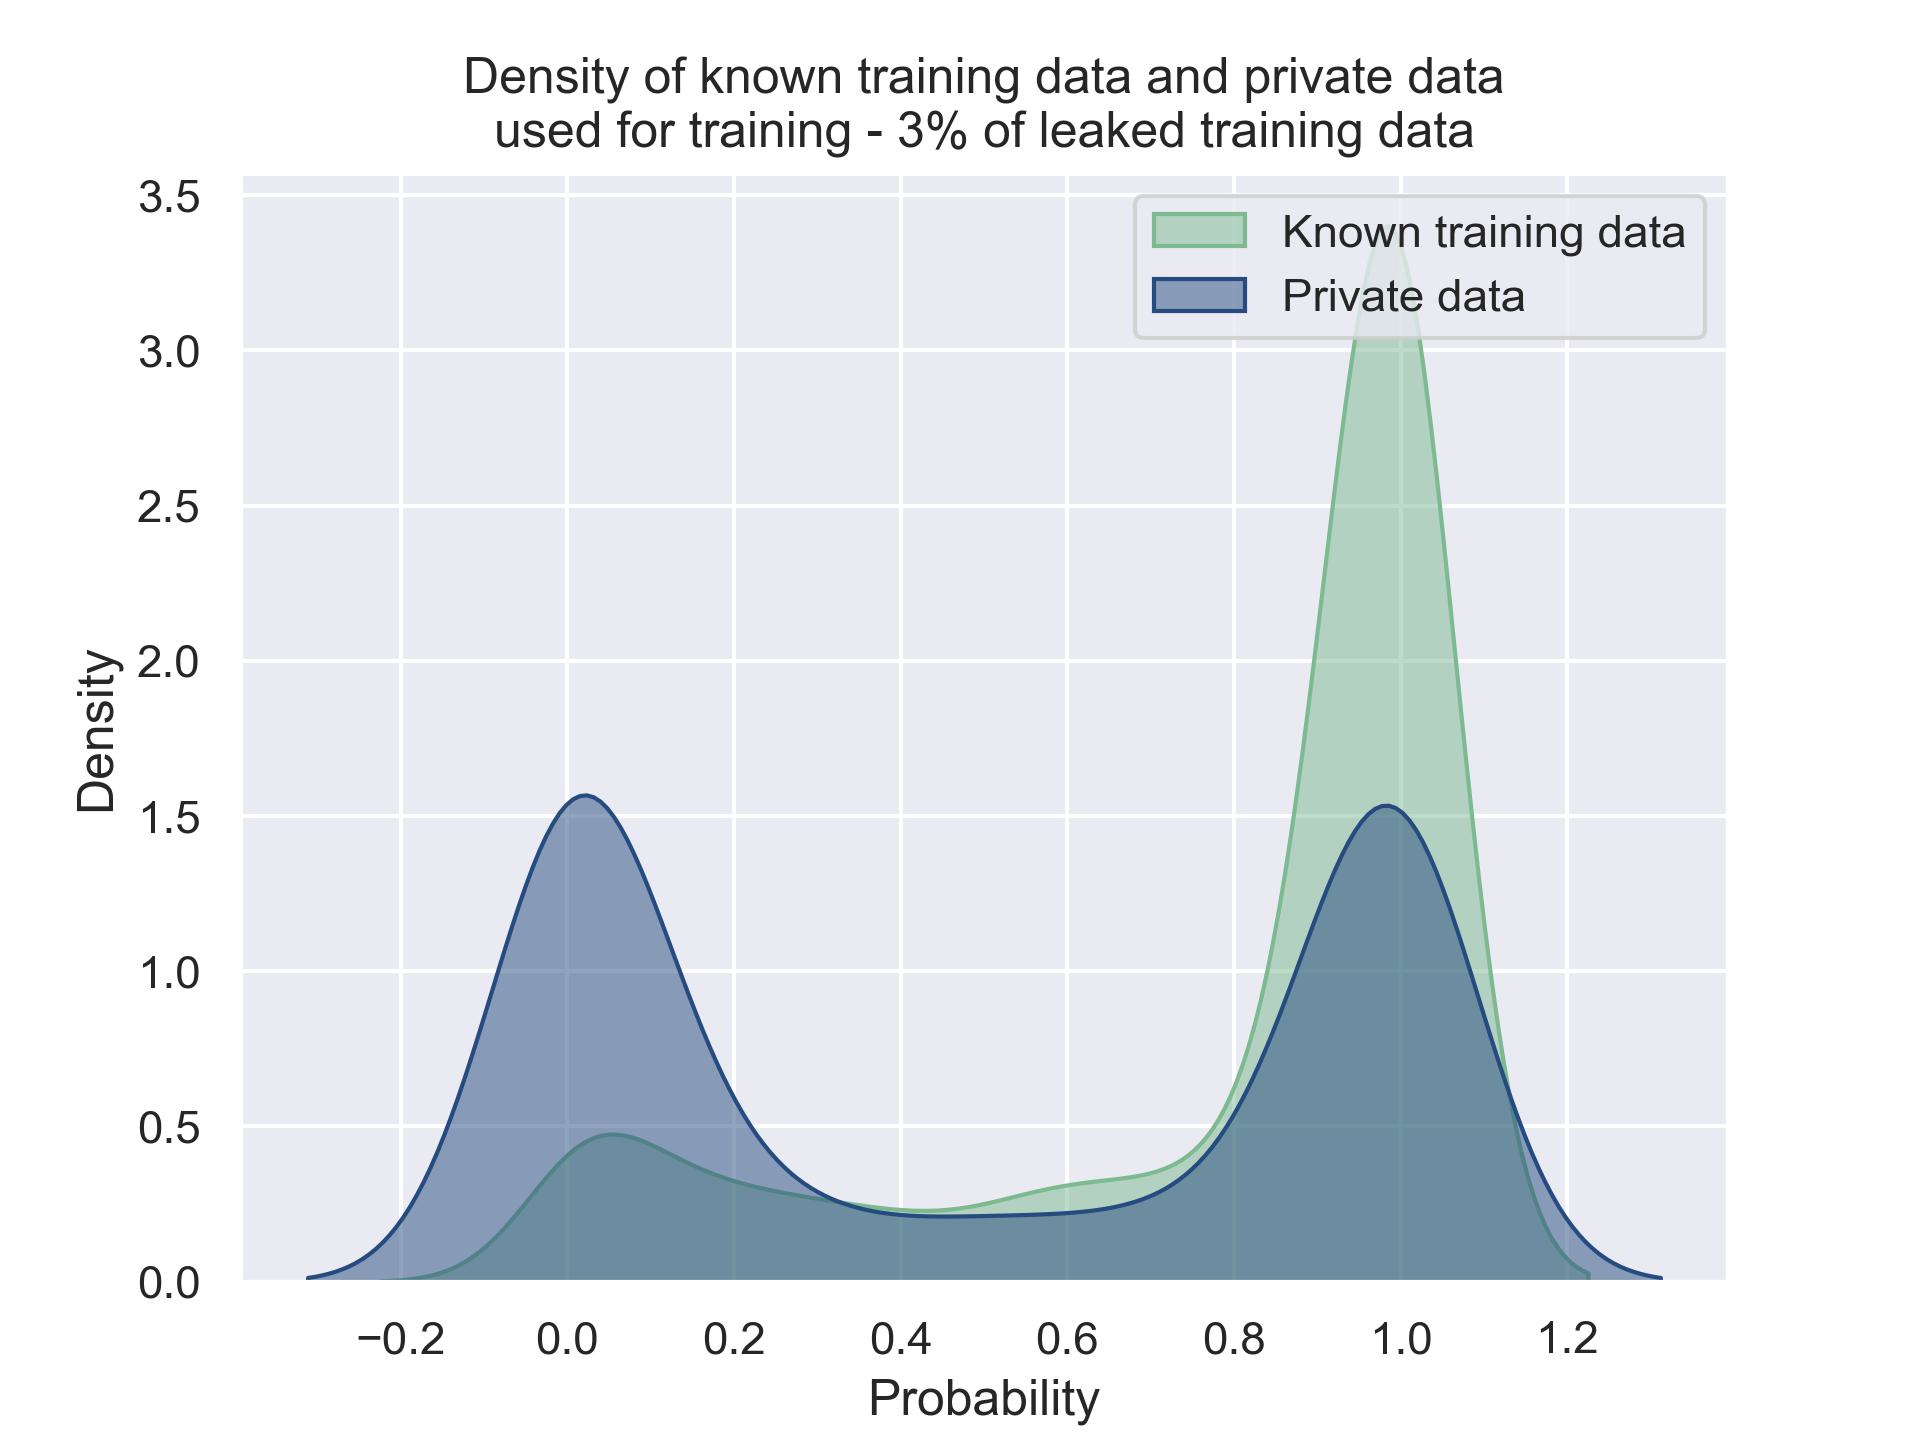 Density of known training data and private data
used for training - 3% of leaked training data
3.5
3.0
2.5
2.0
1.5
1.0
0.5
0.0
Density
Known training data
Private data
−0.2 0.0 0.2 0.4 0.6 0.8 1.0 1.2
Probability